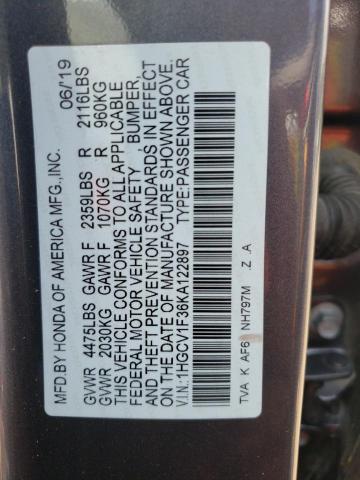 MFD.BY HONDA OF AMERICA MFG.,INC. 06/19
GVWR 4475LBS GAWR F 2359LBS R 2116LBS
GVWR 2030KG GAWR F 1070KG R 960KG
THIS VEHICLE CONFORMS TO ALL APPLICABLE
FEDERAL MOTOR VEHICLE SAFETY, BUMPER,
AND THEFT PREVENTION STANDARDS IN EFFECT
ON THE DATE OF MANUFACTURE SHOWN ABOVE.
V.I.N.:1HGCV1F36KA122897 TYPE:PASSENGER CAR
TVA K AF6 NH797M Z A